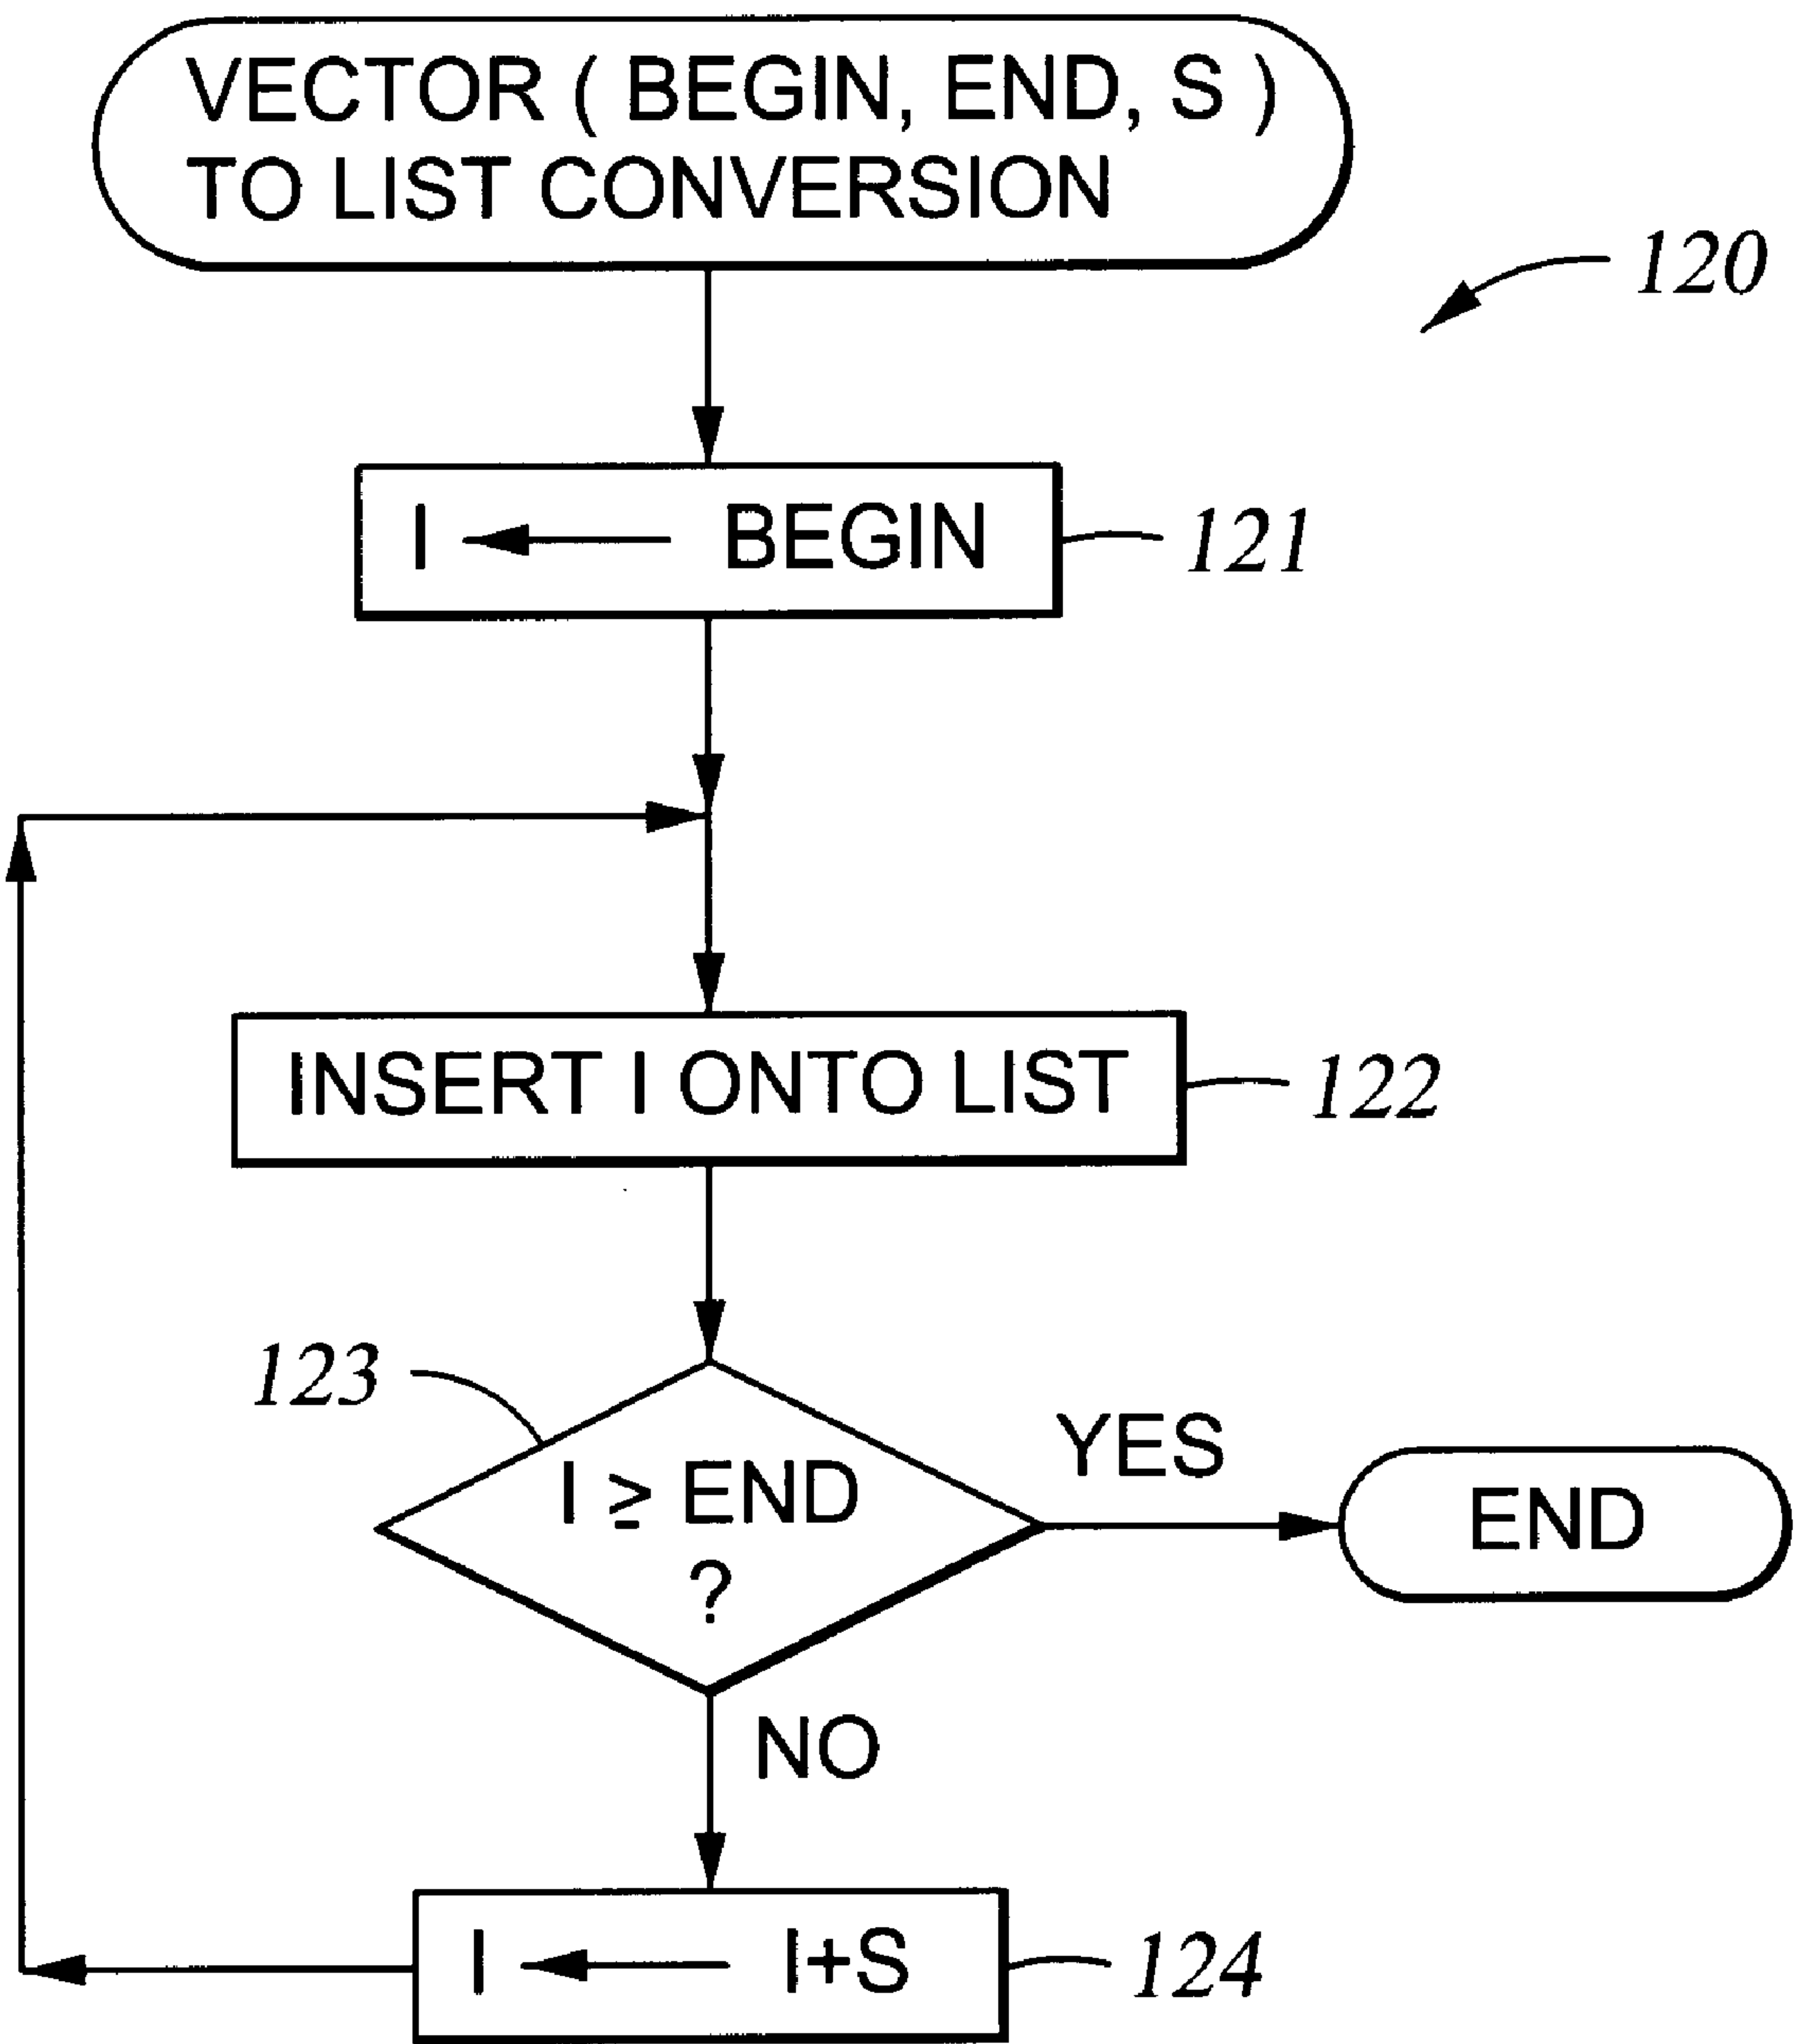 VECTOR ( BEGIN, END, S )
TO LIST CONVERSION
120
I ← BEGIN
121
INSERT I ONTO LIST
122
123
I ≥ END
?
YES
END
NO
I ← I+S
124